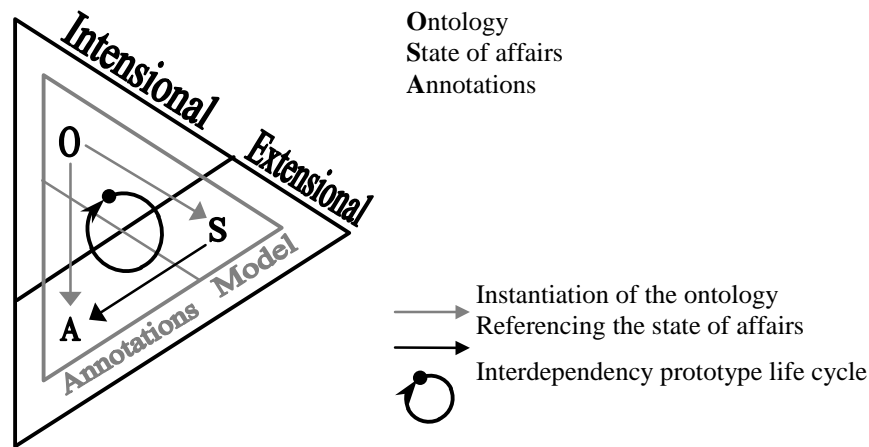 Intensional
Extensional
O
S
A
Annotations Model
Ontology
State of affairs
Annotations
Instantiation of the ontology
Referencing the state of affairs
Interdependency prototype life cycle